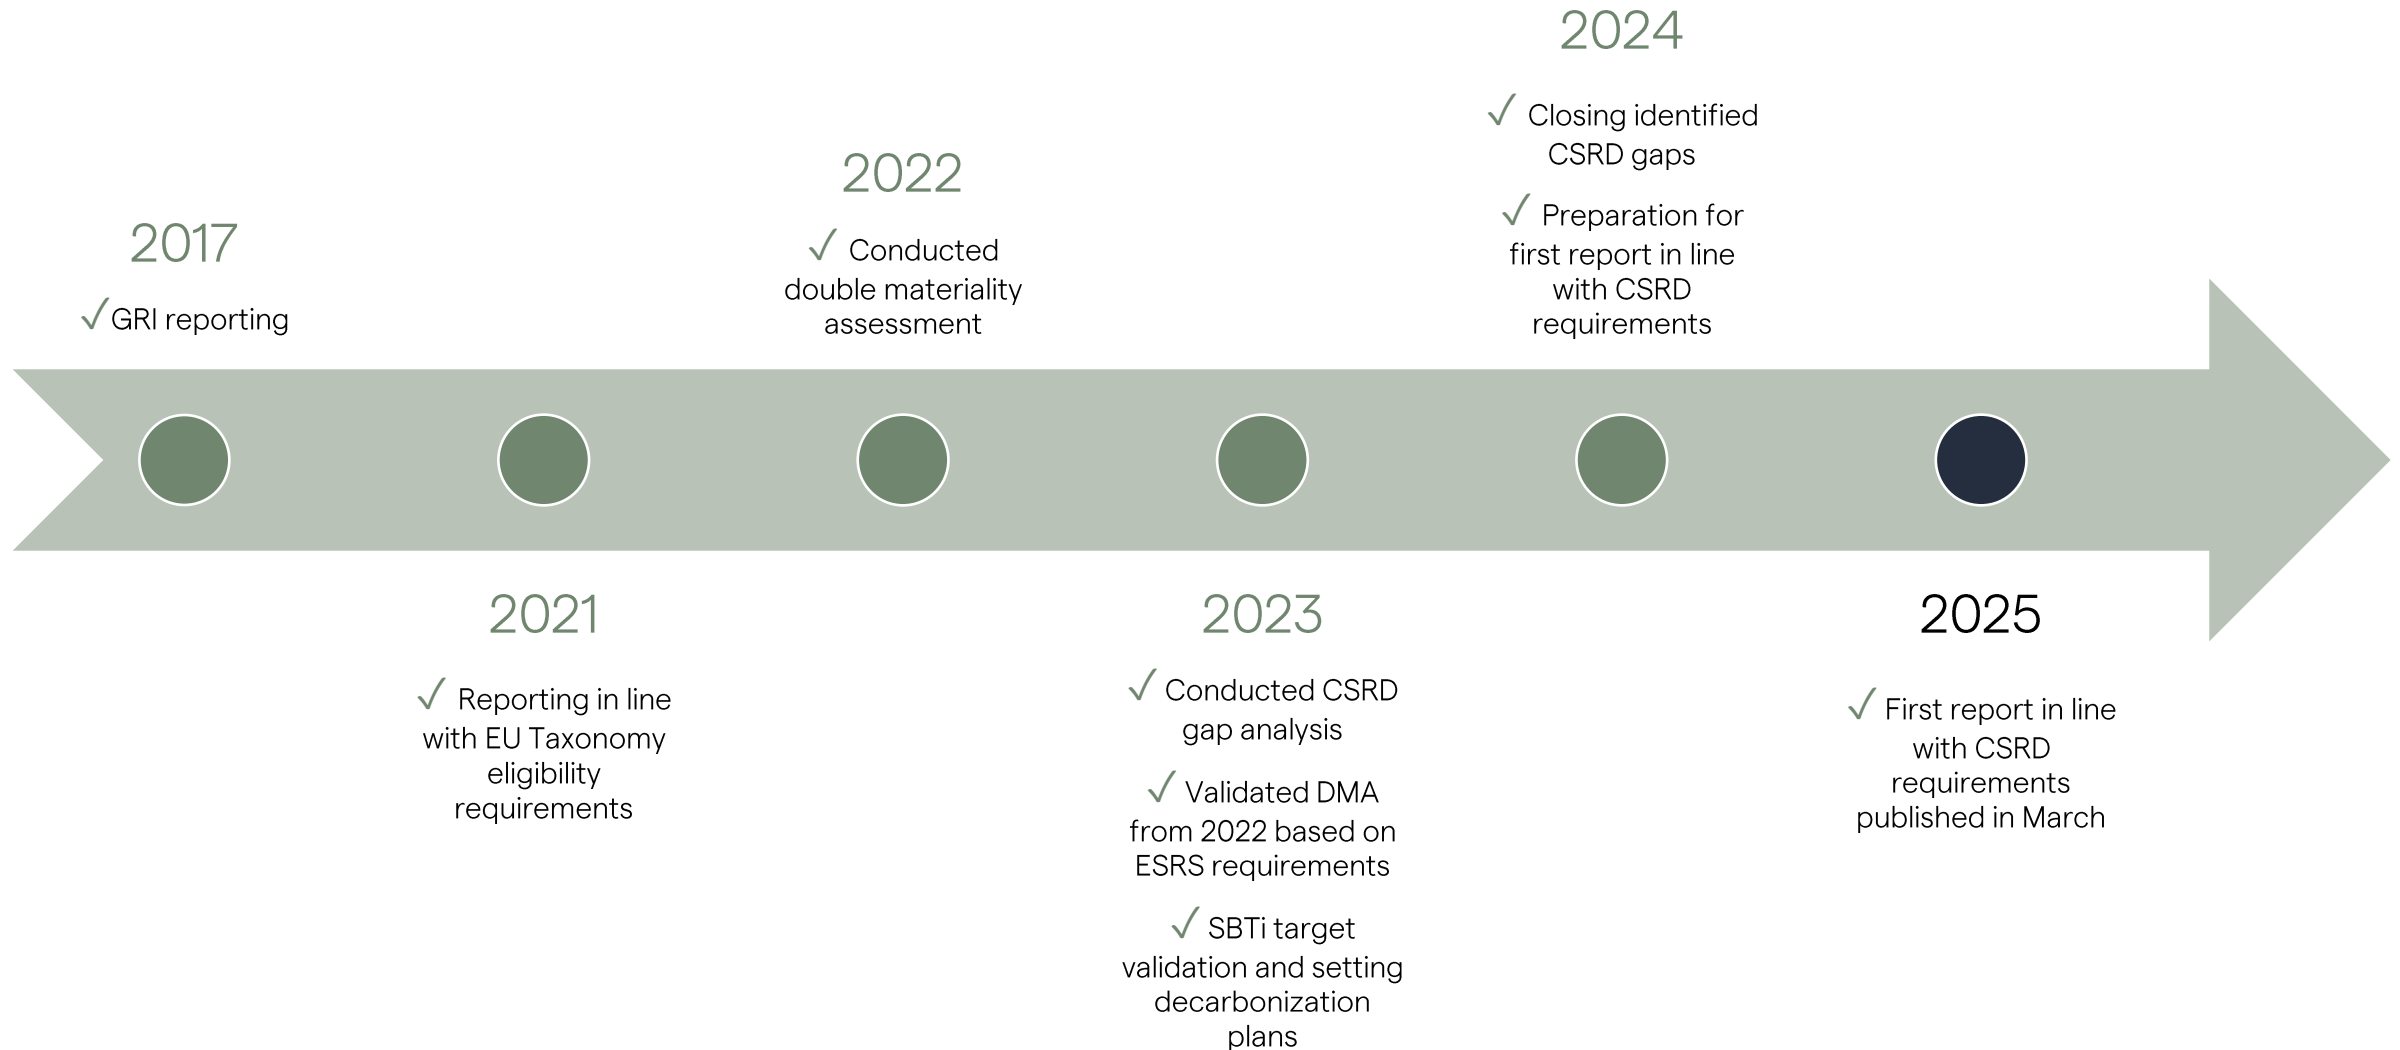 2017
✓ GRI reporting
2021
✓ Reporting in line
with EU Taxonomy
eligibility
requirements
2022
✓ Conducted
double materiality
assessment
2023
✓ Conducted CSRD
gap analysis
✓ Validated DMA
from 2022 based on
ESRS requirements
✓ SBTi target
validation and setting
decarbonization
plans
2024
✓ Closing identified
CSRD gaps
✓ Preparation for
first report in line
with CSRD
requirements
2025
✓ First report in line
with CSRD
requirements
published in March